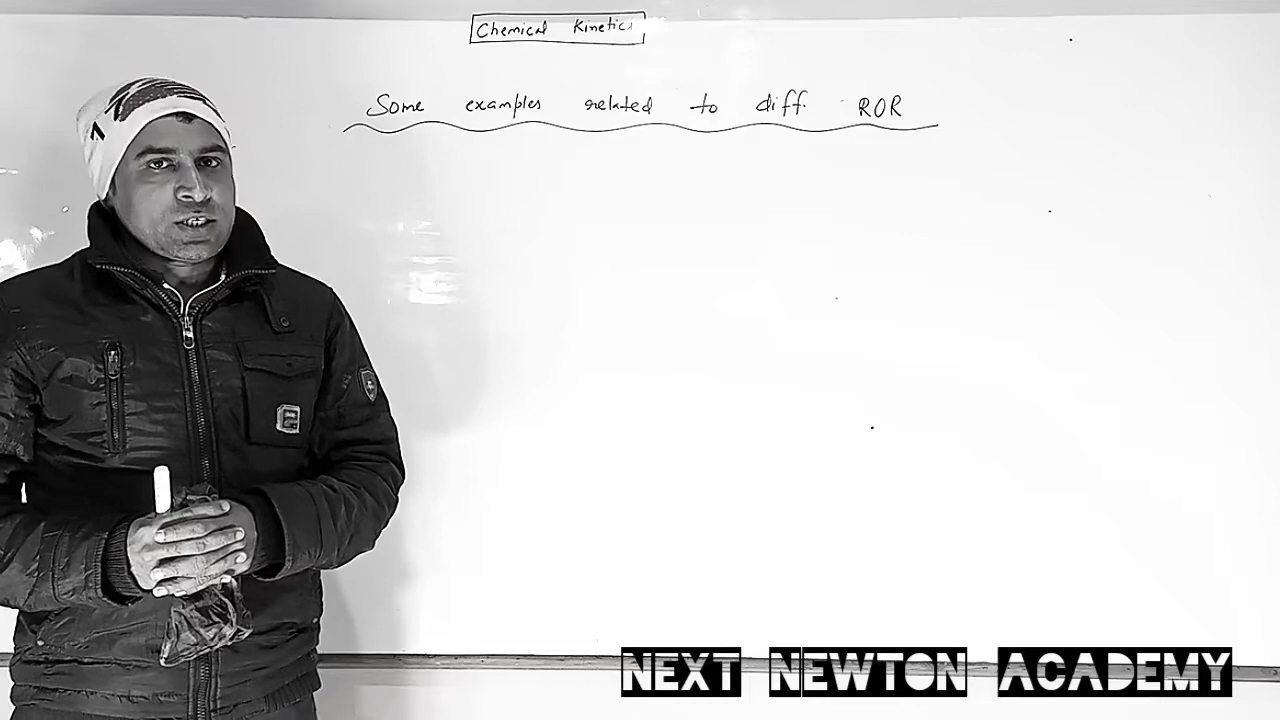 Chemical Kinetics
Some examples related to diff. ROR
NEXT NEWTON ACADEMY